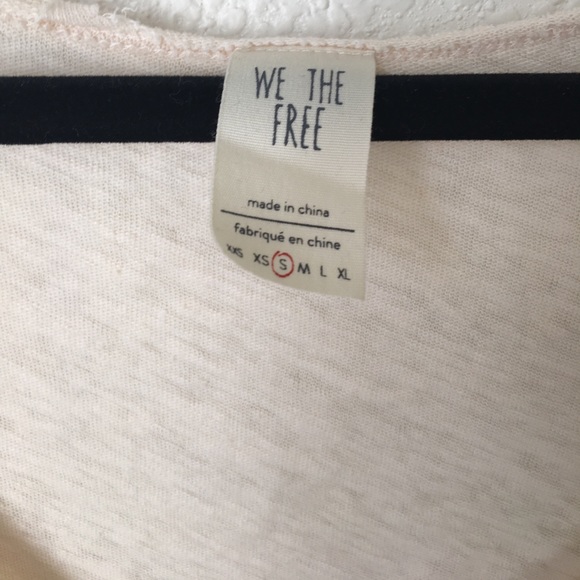 WE THE
FREE
made in china
fabriqué en chine
XXS XS S M L XL